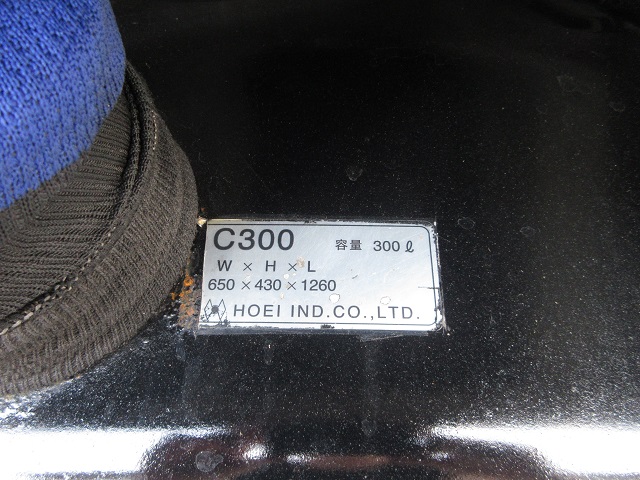 C300 容量 300ℓ
W × H × L
650 × 430 × 1260
HOEI IND.CO.,LTD.